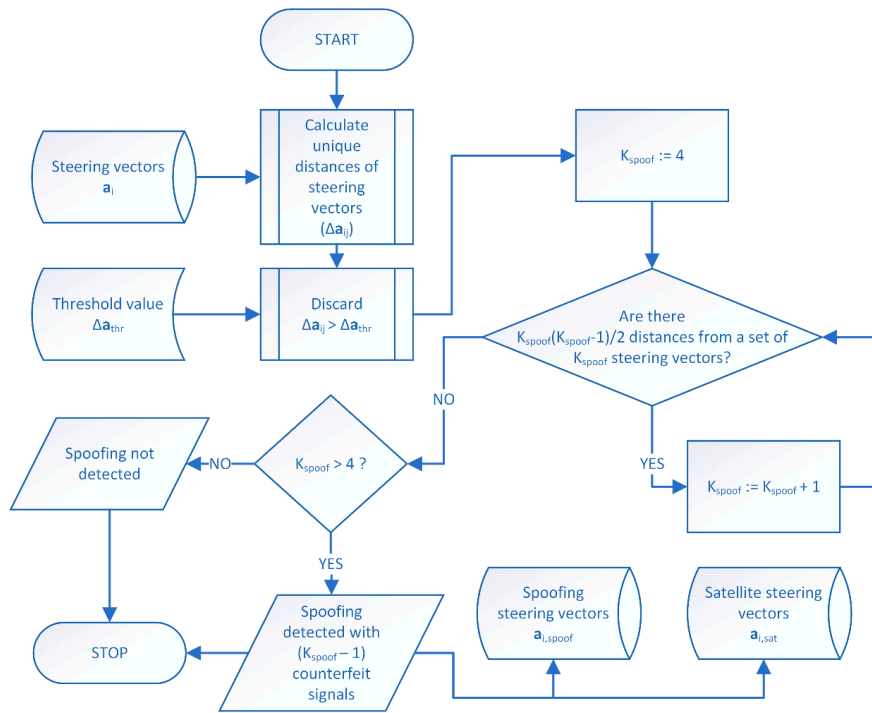 START
Calculate
unique
distances of
steering
vectors
(Δa_ij)
Steering vectors
a_i
K_spoof := 4
Threshold value
Δa_thr
Discard
Δa_ij > Δa_thr
Are there
K_spoof(K_spoof-1)/2 distances from a set of
K_spoof steering vectors?
NO
YES
K_spoof > 4 ?
NO
Spoofing not
detected
K_spoof := K_spoof + 1
YES
Spoofing
detected with
(K_spoof – 1)
counterfeit
signals
Spoofing
steering vectors
a_i,spoof
Satellite steering
vectors
a_i,sat
STOP